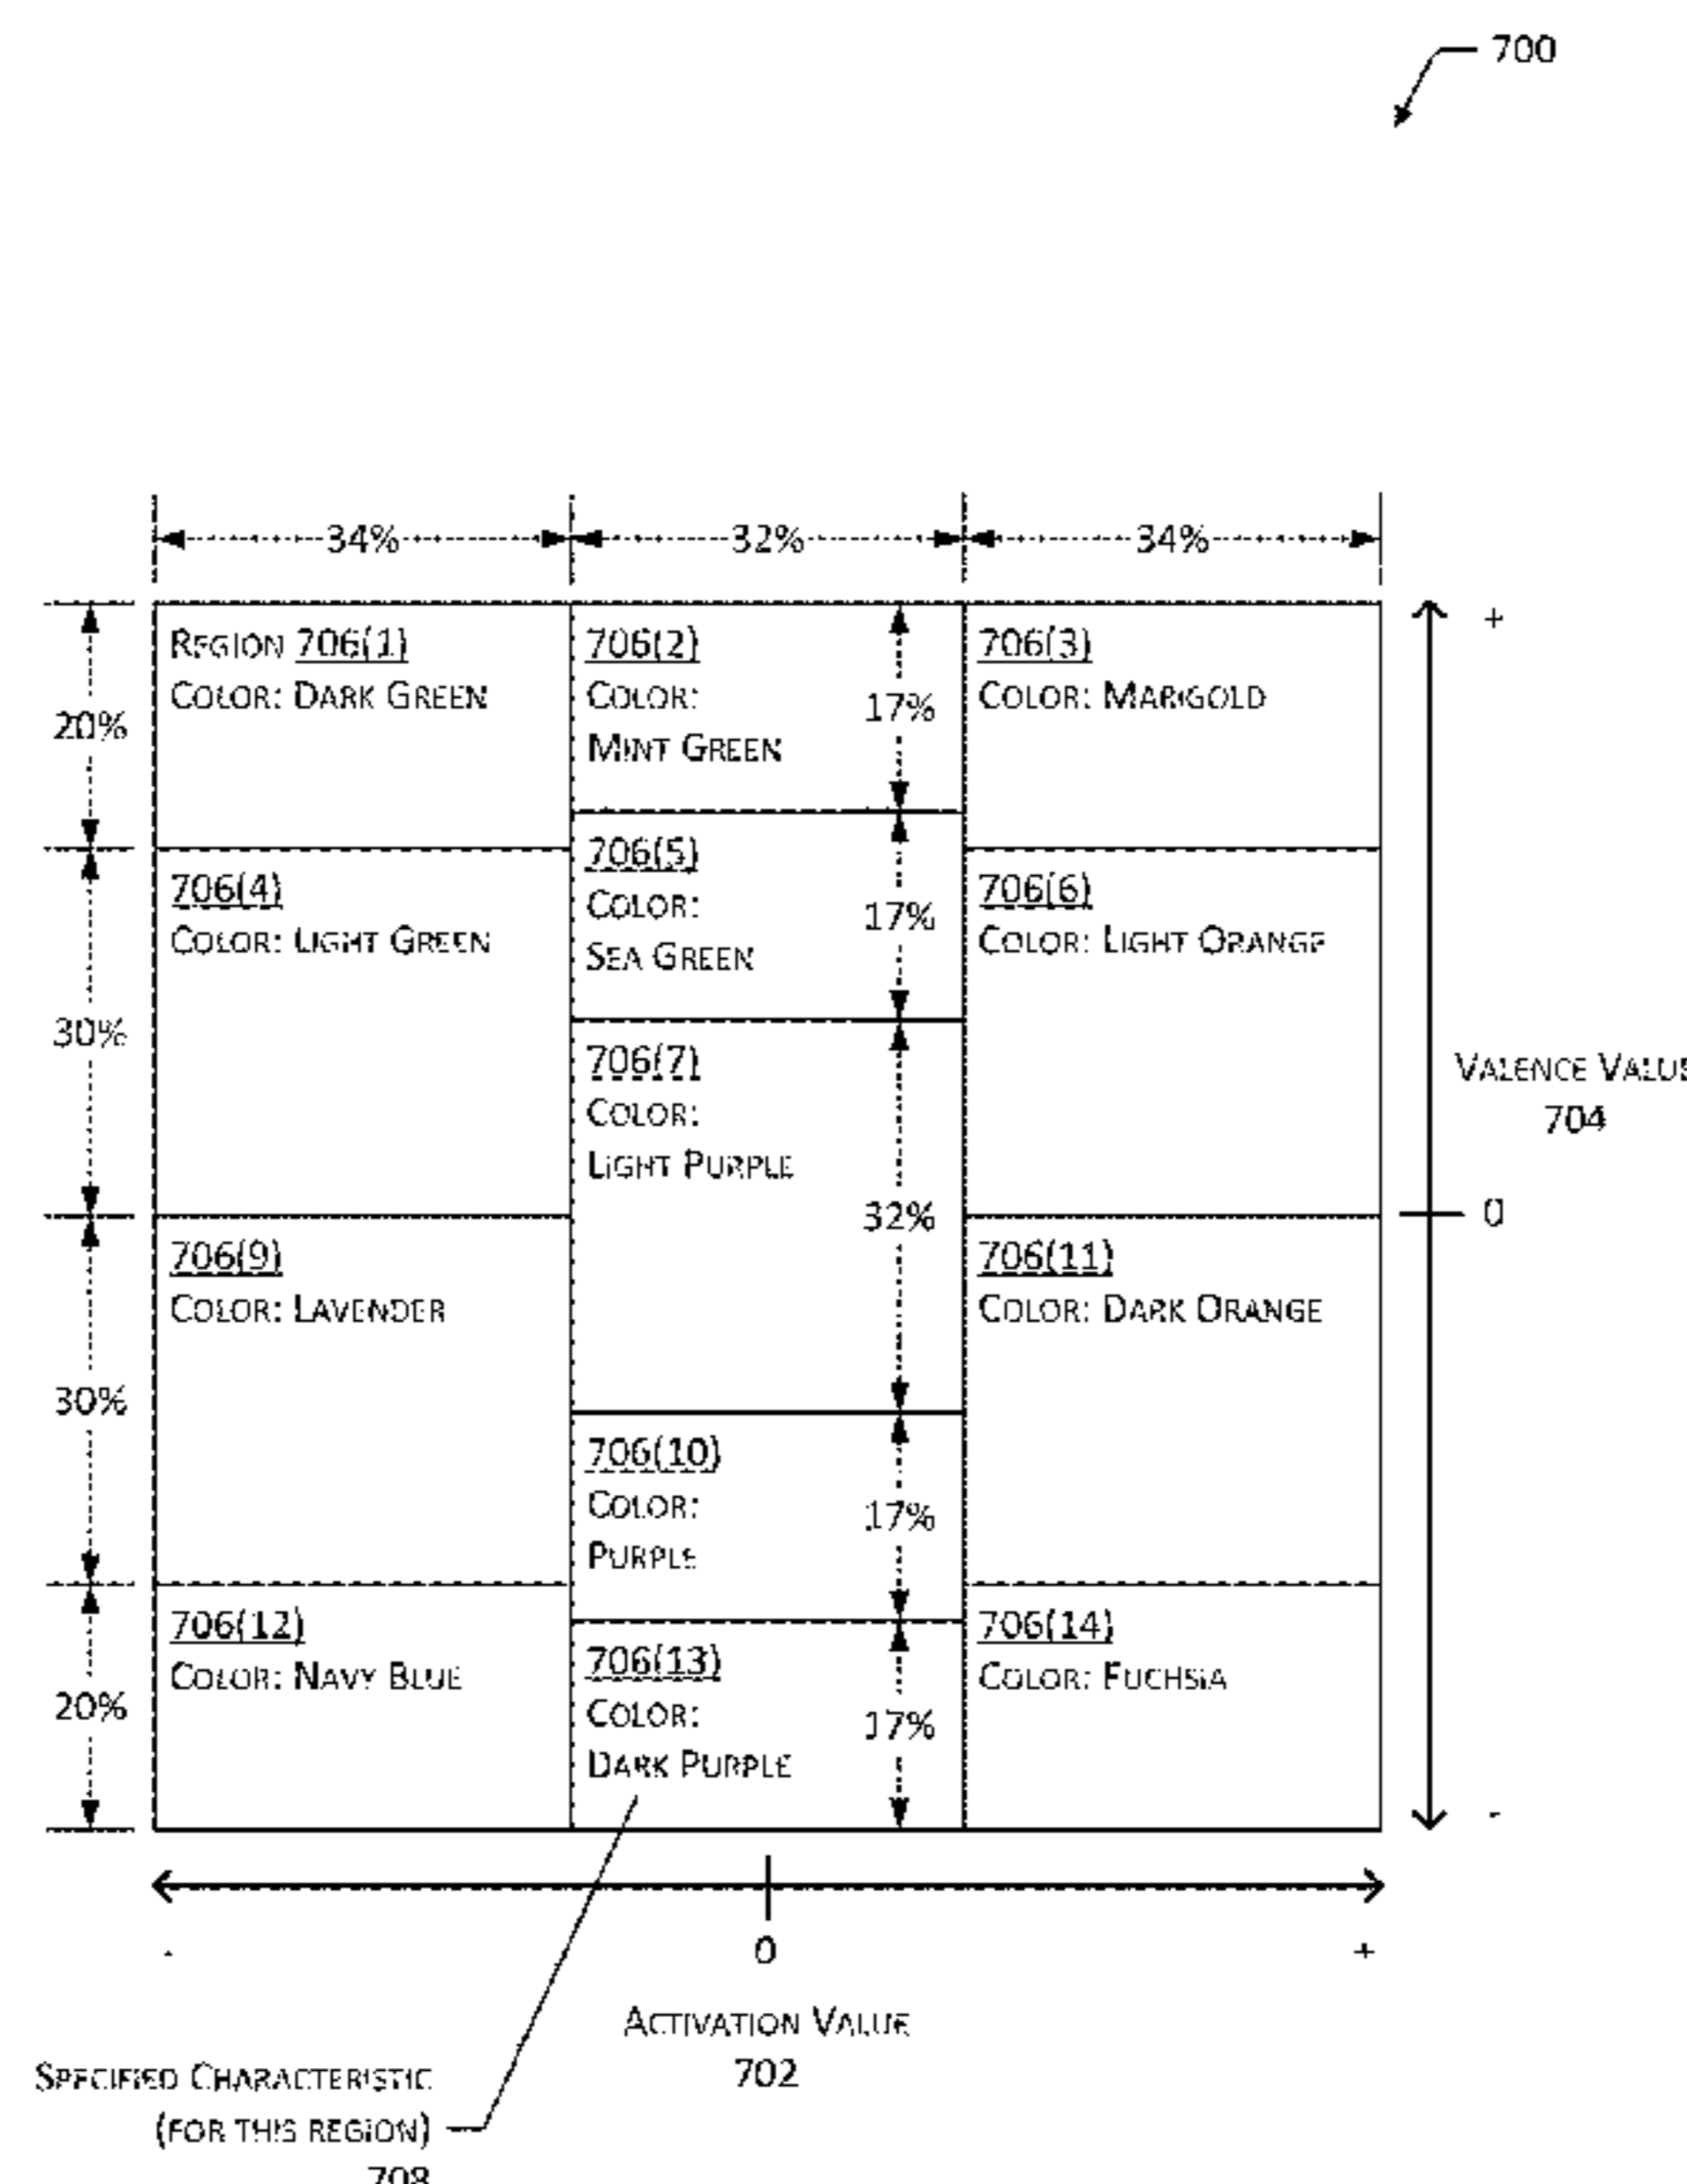 700
34%
32%
34%
20%
30%
30%
20%
REGION 706(1)
COLOR: DARK GREEN
706(2)
COLOR:
MINT GREEN
17%
706(3)
COLOR: MARIGOLD
+
706(4)
COLOR: LIGHT GREEN
706(5)
COLOR:
SEA GREEN
17%
706(6)
COLOR: LIGHT ORANGE
706(7)
COLOR:
LIGHT PURPLE
32%
VALENCE VALUE
704
0
706(9)
COLOR: LAVENDER
706(11)
COLOR: DARK ORANGE
706(10)
COLOR:
PURPLE
17%
706(12)
COLOR: NAVY BLUE
706(13)
COLOR:
DARK PURPLE
17%
706(14)
COLOR: FUCHSIA
-
-
0
+
ACTIVATION VALUE
702
SPECIFIED CHARACTERISTIC
(FOR THIS REGION)
708